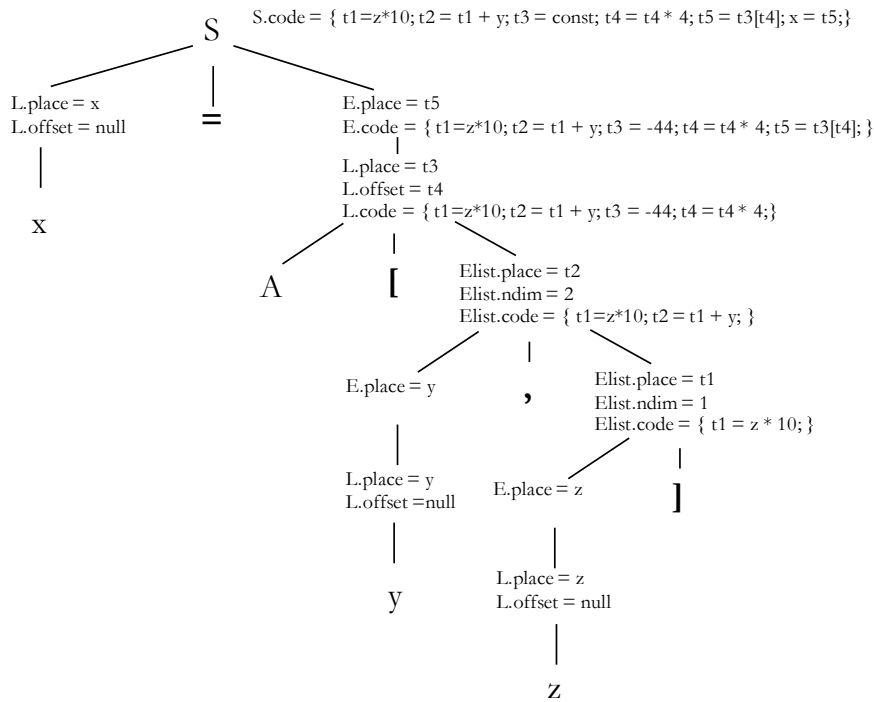 S
S.code = { t1=z*10; t2 = t1 + y; t3 = const; t4 = t4 * 4; t5 = t3[t4]; x = t5;}
L.place = x
L.offset = null
=
E.place = t5
E.code = { t1=z*10; t2 = t1 + y; t3 = -44; t4 = t4 * 4; t5 = t3[t4]; }
x
L.place = t3
L.offset = t4
L.code = { t1=z*10; t2 = t1 + y; t3 = -44; t4 = t4 * 4;}
A
[
Elist.place = t2
Elist.ndim = 2
Elist.code = { t1=z*10; t2 = t1 + y; }
E.place = y
,
Elist.place = t1
Elist.ndim = 1
Elist.code = { t1 = z * 10; }
L.place = y
L.offset =null
E.place = z
]
y
L.place = z
L.offset = null
z